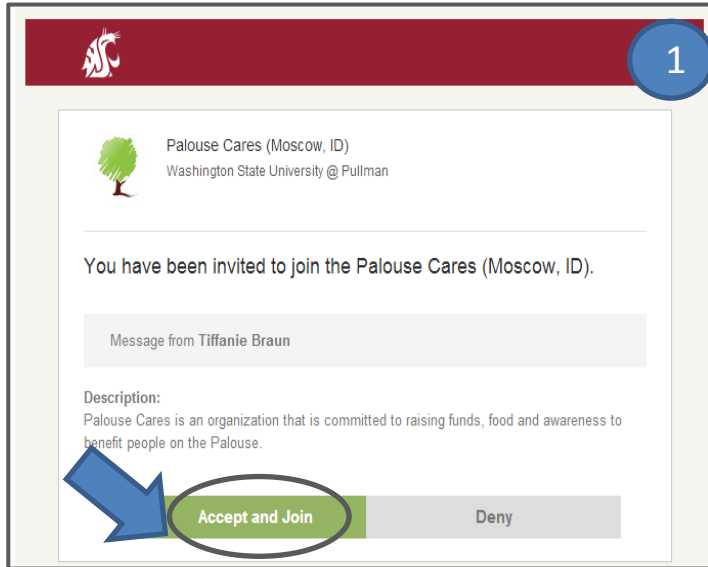 1
Palouse Cares (Moscow, ID)
Washington State University @ Pullman
You have been invited to join the Palouse Cares (Moscow, ID).
Message from Tiffanie Braun
Description:
Palouse Cares is an organization that is committed to raising funds, food and awareness to
benefit people on the Palouse.
Accept and Join
Deny